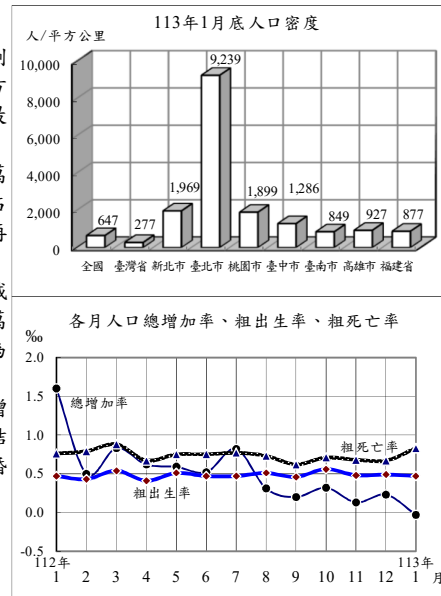 113年1月底人口密度
人/平方公里
10,000
8,000
6,000
4,000
2,000
0
647
277
1,969
9,239
1,899
1,286
849
927
877
全國 臺灣省 新北市 臺北市 桃園市 臺中市 臺南市 高雄市 福建省
各月人口總增加率、粗出生率、粗死亡率
‰
2.0
1.5
1.0
0.5
0.0
-0.5
總增加率
粗死亡率
粗出生率
112年 113年
1 2 3 4 5 6 7 8 9 10 11 12 1 月